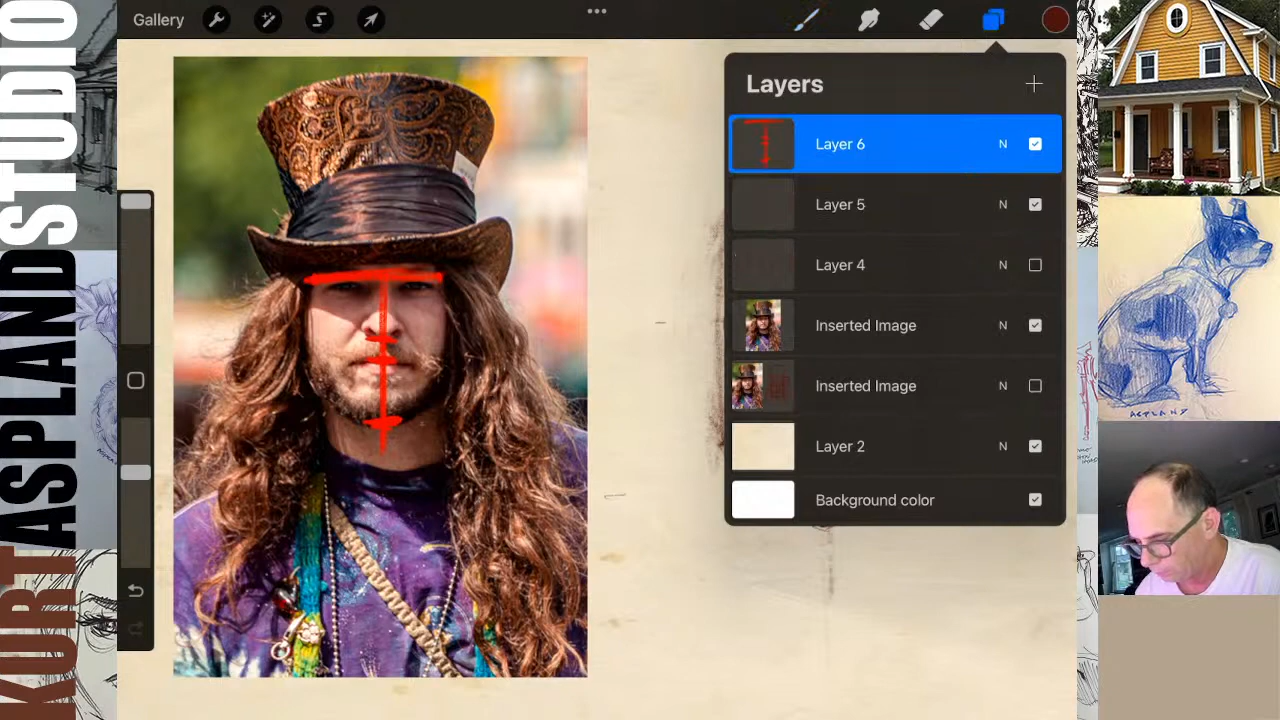 KURT ASPLAND STUDIO
Gallery
Layers
Layer 6 N
Layer 5 N
Layer 4 N
Inserted Image N
Inserted Image N
Layer 2 N
Background color
ASPLAND